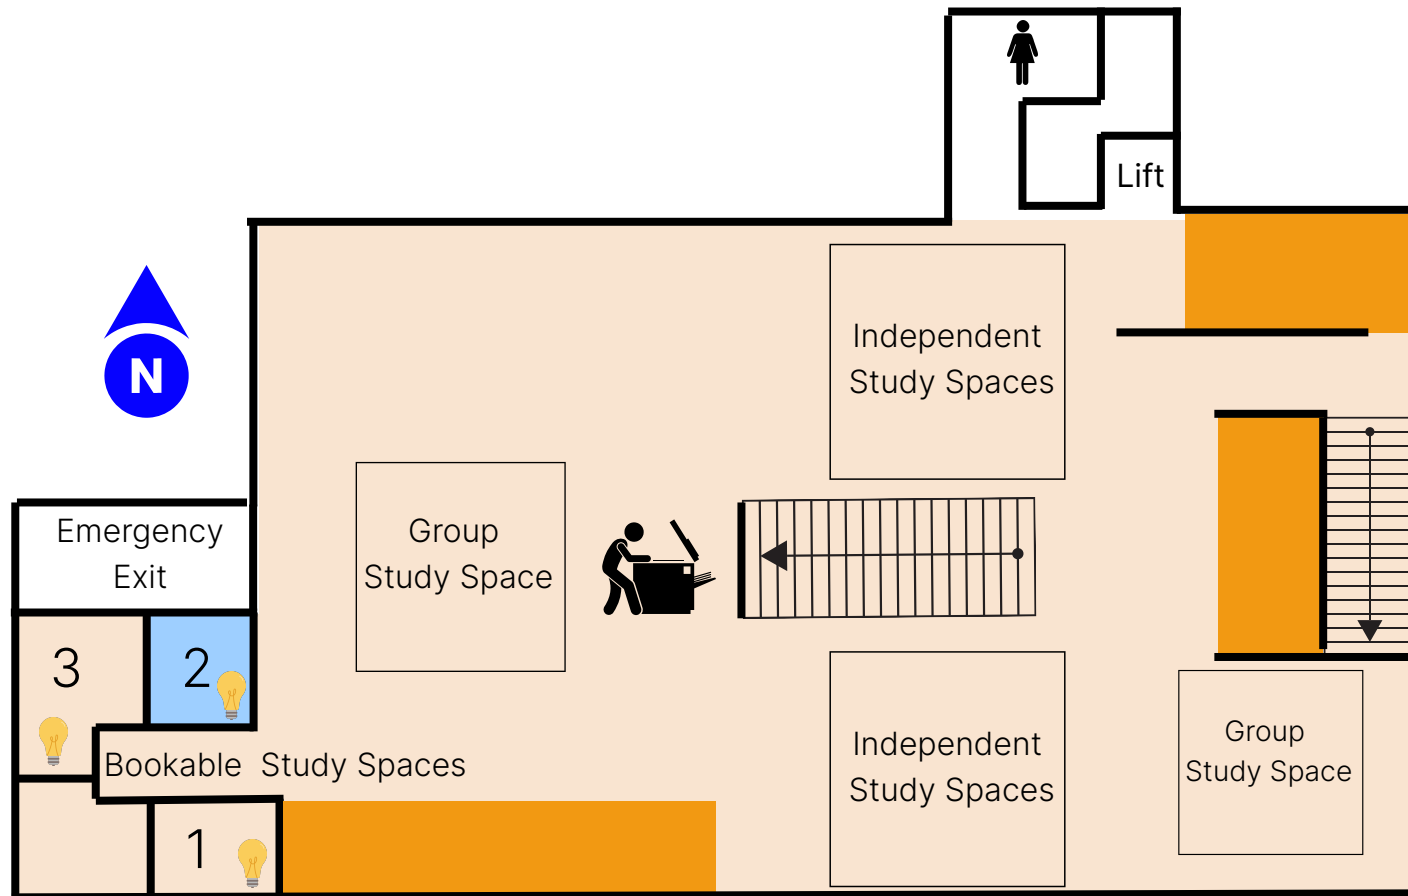 Lift
Independent
Study Spaces
N
Emergency
Exit
Group
Study Space
3
2
Bookable Study Spaces
1
Independent
Study Spaces
Group
Study Space